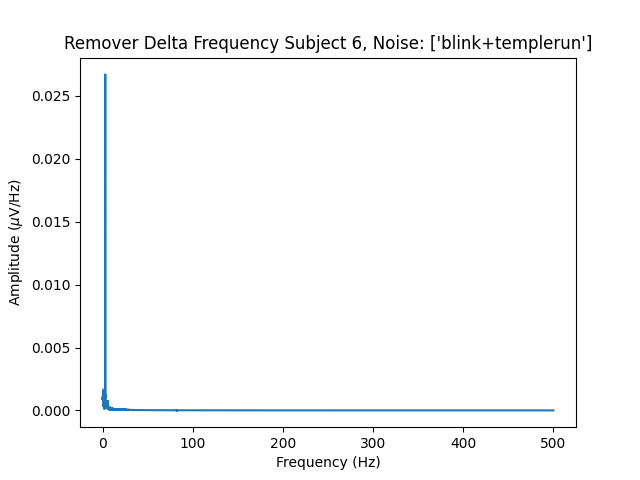 Remover Delta Frequency Subject 6, Noise: ['blink+templerun']
0.025
0.020
0.015
0.010
0.005
0.000
Amplitude (μV/Hz)
0 100 200 300 400 500
Frequency (Hz)